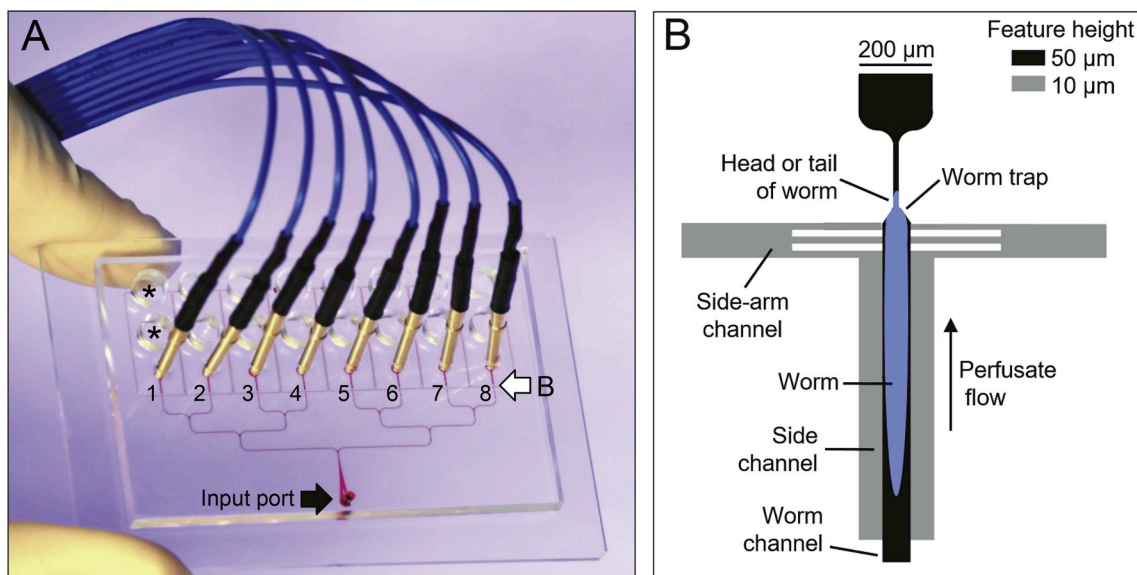 A
*
*
1 2 3 4 5 6 7 8
B
Input port
B
Feature height
200 µm
50 µm
10 µm
Head or tail
of worm
Worm trap
Side-arm
channel
Worm
Perfusate
flow
Side
channel
Worm
channel